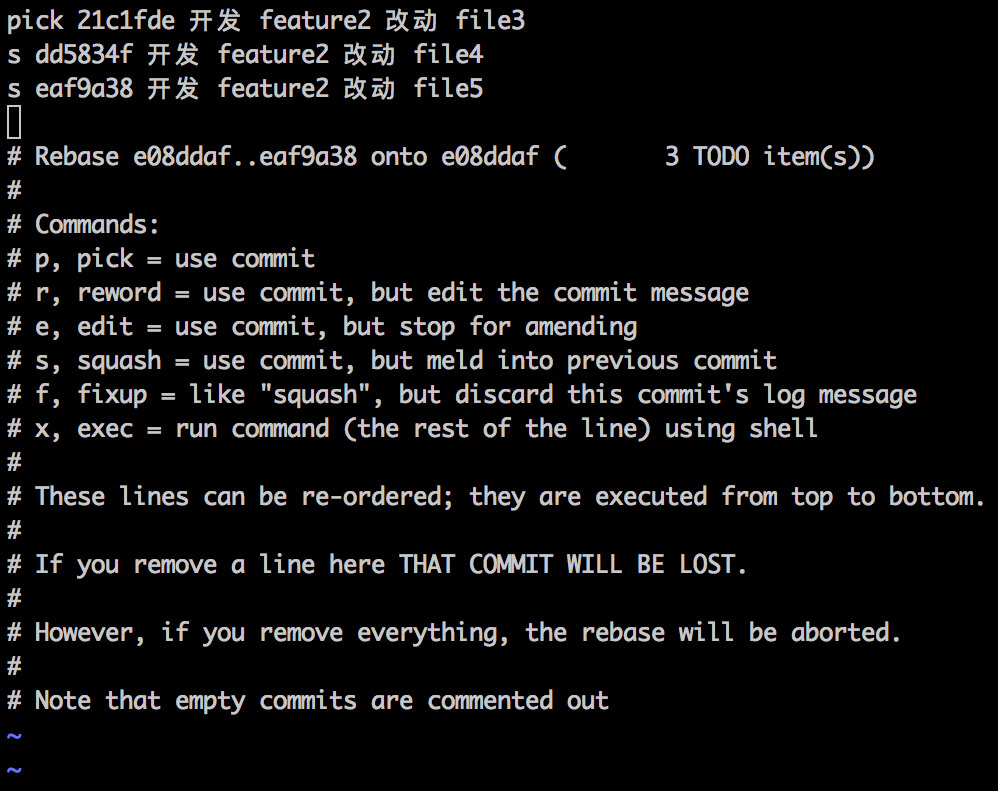 pick 21c1fde 开发 feature2 改动 file3
s dd5834f 开发 feature2 改动 file4
s eaf9a38 开发 feature2 改动 file5
# Rebase e08ddaf..eaf9a38 onto e08ddaf (       3 TODO item(s))
#
# Commands:
# p, pick = use commit
# r, reword = use commit, but edit the commit message
# e, edit = use commit, but stop for amending
# s, squash = use commit, but meld into previous commit
# f, fixup = like "squash", but discard this commit's log message
# x, exec = run command (the rest of the line) using shell
#
# These lines can be re-ordered; they are executed from top to bottom.
#
# If you remove a line here THAT COMMIT WILL BE LOST.
#
# However, if you remove everything, the rebase will be aborted.
#
# Note that empty commits are commented out
~
~